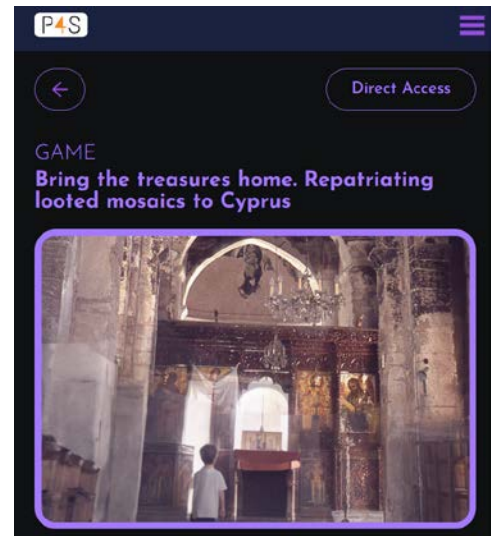 P4S
Direct Access
GAME
Bring the treasures home. Repatriating
looted mosaics to Cyprus